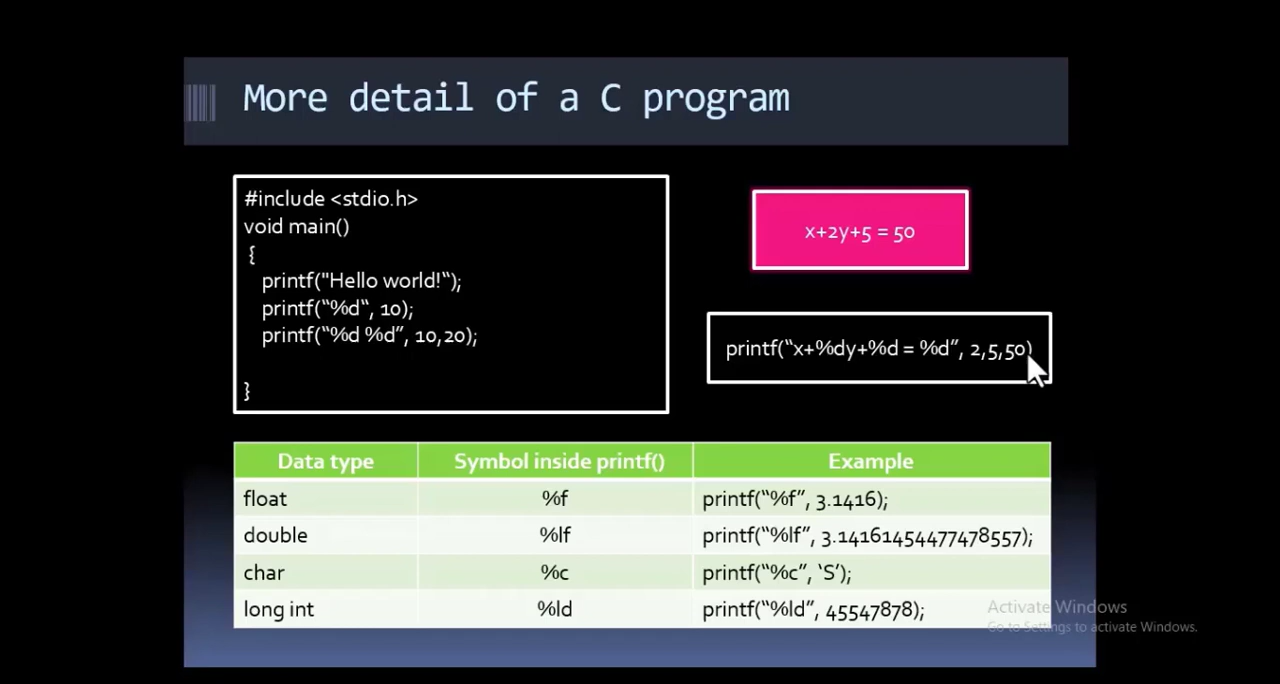 More detail of a C program
#include <stdio.h>
void main()
{
printf("Hello world!“);
printf(“%d“, 10);
printf(“%d %d”, 10,20);
}
x+2y+5 = 50
printf(“x+%dy+%d = %d”, 2,5,50)
Data type Symbol inside printf() Example
float %f printf(“%f”, 3.1416);
double %lf printf(“%lf”, 3.14161454477478557);
char %c printf(“%c”, ‘S’);
long int %ld printf(“%ld”, 45547878);
Activate Windows
Go to Settings to activate Windows.